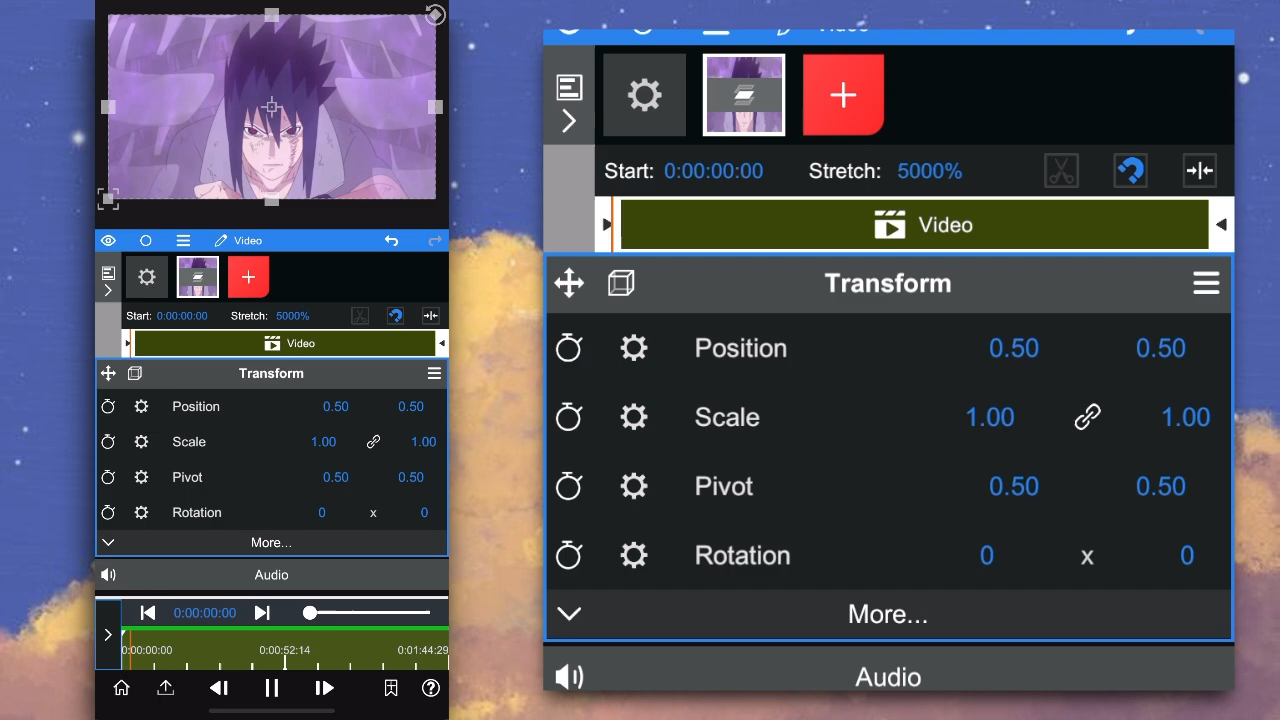 Video
Start: 0:00:00:00 Stretch: 5000%
Video
Transform
Position 0.50 0.50
Scale 1.00 1.00
Pivot 0.50 0.50
Rotation 0 x 0
More...
Audio
0:00:00:00
0:00:00:00 0:00:52:14 0:01:44:29
Video
Start: 0:00:00:00 Stretch: 5000%
Video
Transform
Position 0.50 0.50
Scale 1.00 1.00
Pivot 0.50 0.50
Rotation 0 x 0
More...
Audio